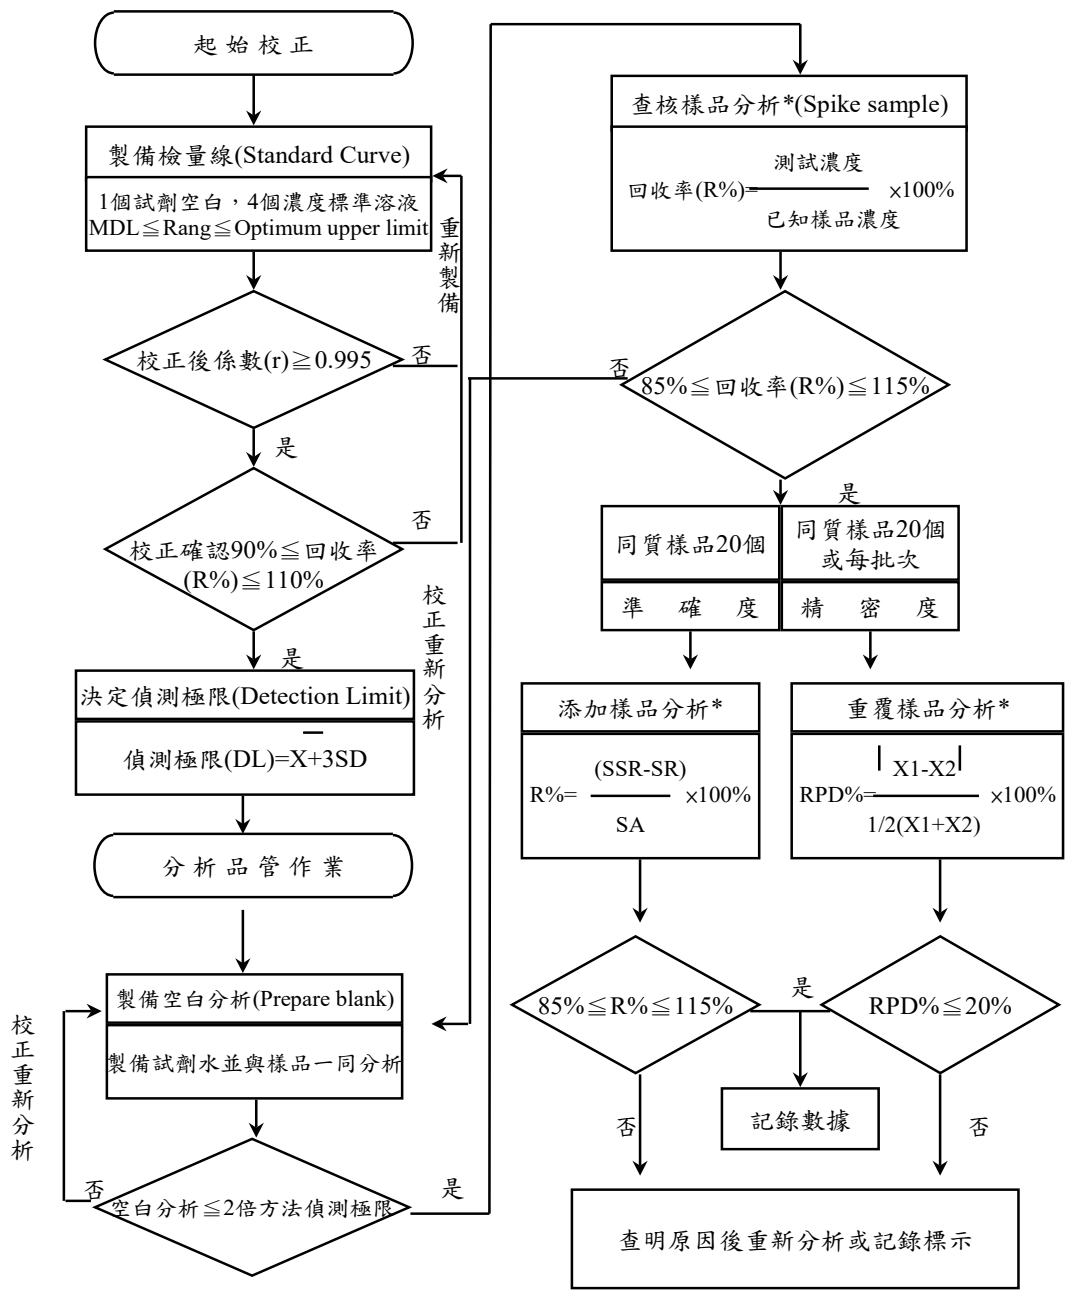 起始校正
製備檢量線(Standard Curve)
1個試劑空白，4個濃度標準溶液
MDL≦Rang≦Optimum upper limit
重新製備
校正後係數(r)≧0.995
否
是
校正確認90%≦回收率
(R%)≦110%
否
是
決定偵測極限(Detection Limit)
偵測極限(DL)=X̅+3SD
分析品管作業
製備空白分析(Prepare blank)
製備試劑水並與樣品一同分析
校正重新分析
空白分析≦2倍方法偵測極限
否
是
查核樣品分析*(Spike sample)
測試濃度
回收率(R%)= ×100%
已知樣品濃度
85%≦回收率(R%)≦115%
否
校正重新分析
是
同質樣品20個
準確度
同質樣品20個
或每批次
精密度
添加樣品分析*
(SSR-SR)
R%= ×100%
SA
重覆樣品分析*
|X1-X2|
RPD%= ×100%
1/2(X1+X2)
85%≦R%≦115%
是
RPD%≦20%
記錄數據
否
否
查明原因後重新分析或記錄標示